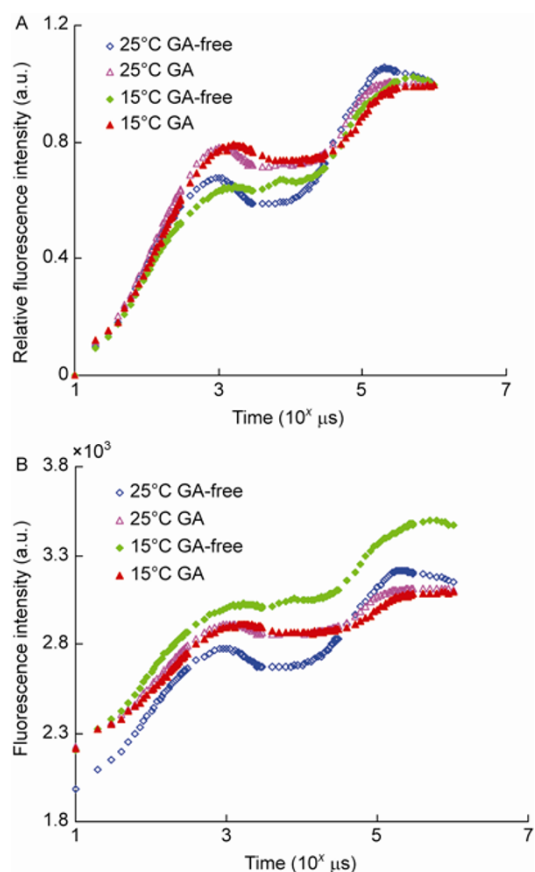 A
1.2
25°C GA-free
25°C GA
15°C GA-free
15°C GA
0.8
0.4
0
Relative fluorescence intensity (a.u.)
1 3 5 7
Time (10ˣ μs)
B
×10³
3.8
25°C GA-free
25°C GA
15°C GA-free
15°C GA
3.3
2.8
2.3
1.8
Fluorescence intensity (a.u.)
1 3 5 7
Time (10ˣ μs)